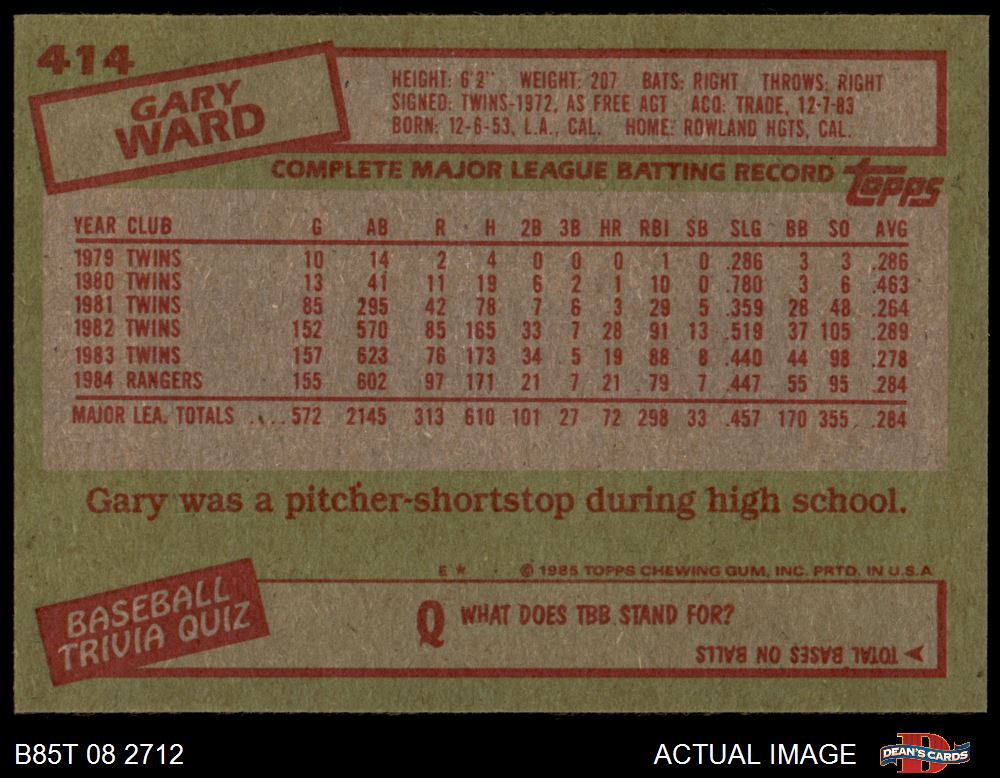 414
GARY
WARD
HEIGHT: 6'2" WEIGHT: 207 BATS: RIGHT THROWS: RIGHT
SIGNED: TWINS-1972, AS FREE AGT ACQ: TRADE, 12-7-83
BORN: 12-6-53, L.A., CAL. HOME: ROWLAND HGTS, CAL.
COMPLETE MAJOR LEAGUE BATTING RECORD topps
YEAR CLUB G AB R H 2B 3B HR RBI SB SLG BB SO AVG
1979 TWINS 10 14 2 4 0 0 0 1 0 .286 3 3 .286
1980 TWINS 13 41 11 19 6 2 1 10 0 .780 3 6 .463
1981 TWINS 85 295 42 78 7 6 3 29 5 .359 28 48 .264
1982 TWINS 152 570 85 165 33 7 28 91 13 .519 37 105 .289
1983 TWINS 157 623 76 173 34 5 19 88 8 .440 44 98 .278
1984 RANGERS 155 602 97 171 21 7 21 79 7 .447 55 95 .284
MAJOR LEA. TOTALS .... 572 2145 313 610 101 27 72 298 33 .457 170 355 .284
Gary was a pitcher-shortstop during high school.
E * © 1985 TOPPS CHEWING GUM, INC. PRTD. IN U.S.A
BASEBALL
TRIVIA QUIZ
Q WHAT DOES TBB STAND FOR?
A TOTAL BASES ON BALLS
B85T 08 2712 ACTUAL IMAGE D DEAN'S CARDS